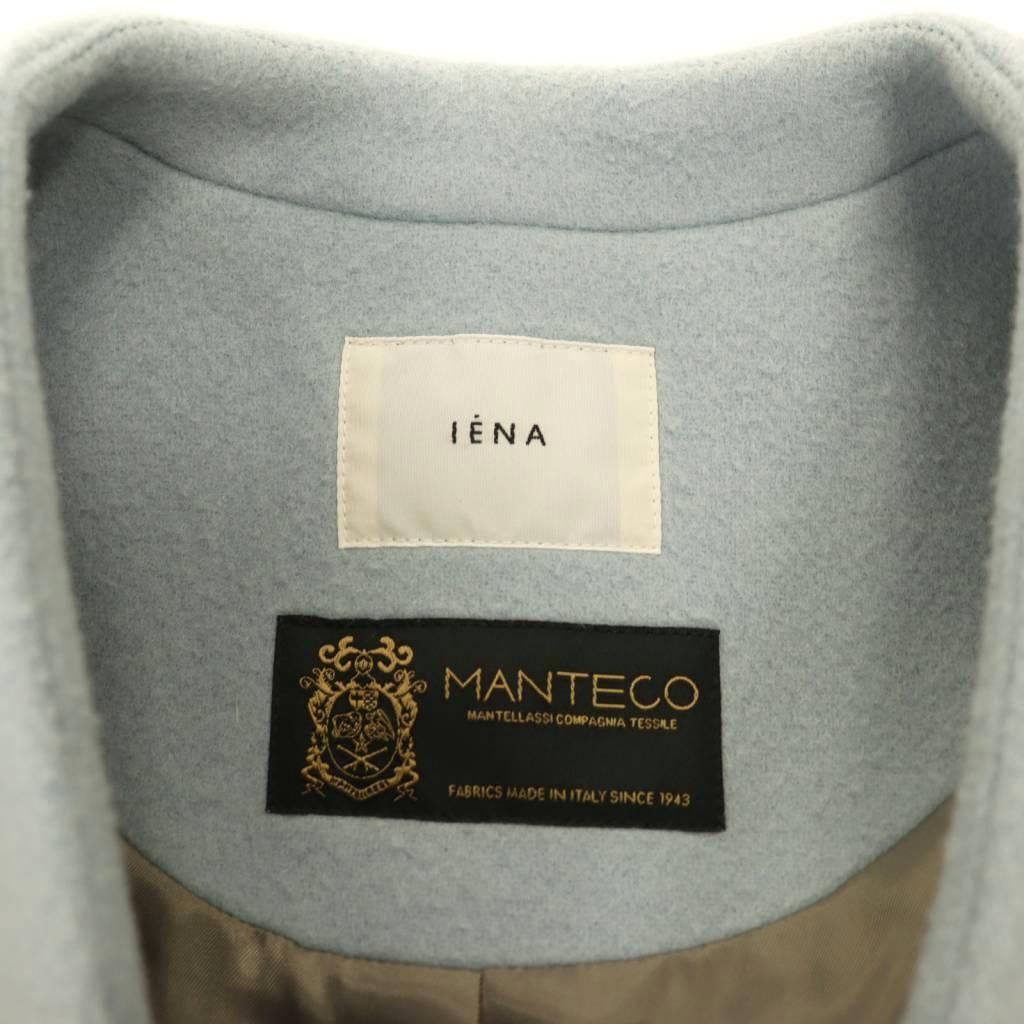 IÉNA
MANTECO
MANTELLASSI COMPAGNIA TESSILE
FABRICS MADE IN ITALY SINCE 1943